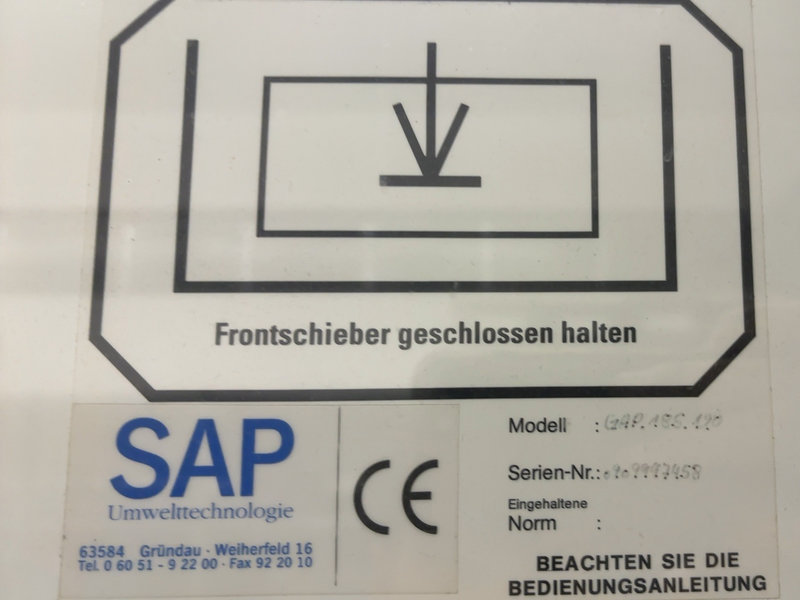 Frontschieber geschlossen halten
SAP
Umwelttechnologie
63584 Gründau · Weiherfeld 16
Tel. 0 60 51 - 9 22 00 · Fax 92 20 10
CE
Modell :
Serien-Nr.:
Eingehaltene
Norm :
BEACHTEN SIE DIE
BEDIENUNGSANLEITUNG